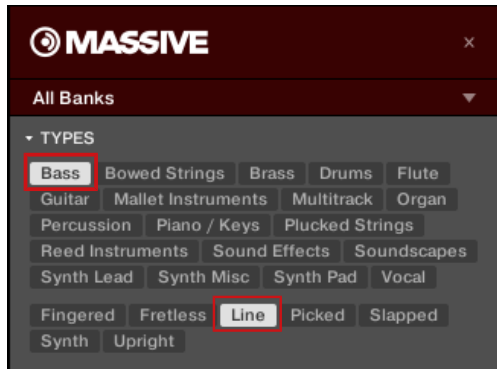 MASSIVE ×
All Banks
TYPES
Bass Bowed Strings Brass Drums Flute
Guitar Mallet Instruments Multitrack Organ
Percussion Piano / Keys Plucked Strings
Reed Instruments Sound Effects Soundscapes
Synth Lead Synth Misc Synth Pad Vocal
Fingered Fretless Line Picked Slapped
Synth Upright